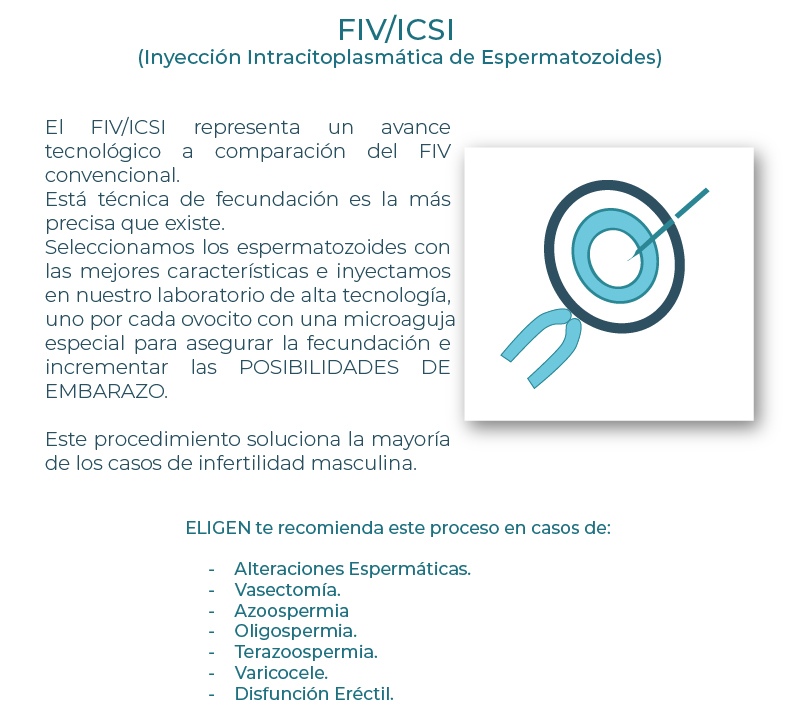 FIV/ICSI
(Inyección Intracitoplasmática de Espermatozoides)
El FIV/ICSI representa un avance
tecnológico a comparación del FIV
convencional.
Está técnica de fecundación es la más
precisa que existe.
Seleccionamos los espermatozoides con
las mejores características e inyectamos
en nuestro laboratorio de alta tecnología,
uno por cada ovocito con una microaguja
especial para asegurar la fecundación e
incrementar las POSIBILIDADES DE
EMBARAZO.
Este procedimiento soluciona la mayoría
de los casos de infertilidad masculina.
ELIGEN te recomienda este proceso en casos de:
- Alteraciones Espermáticas.
- Vasectomía.
- Azoospermia
- Oligospermia.
- Terazoospermia.
- Varicocele.
- Disfunción Eréctil.